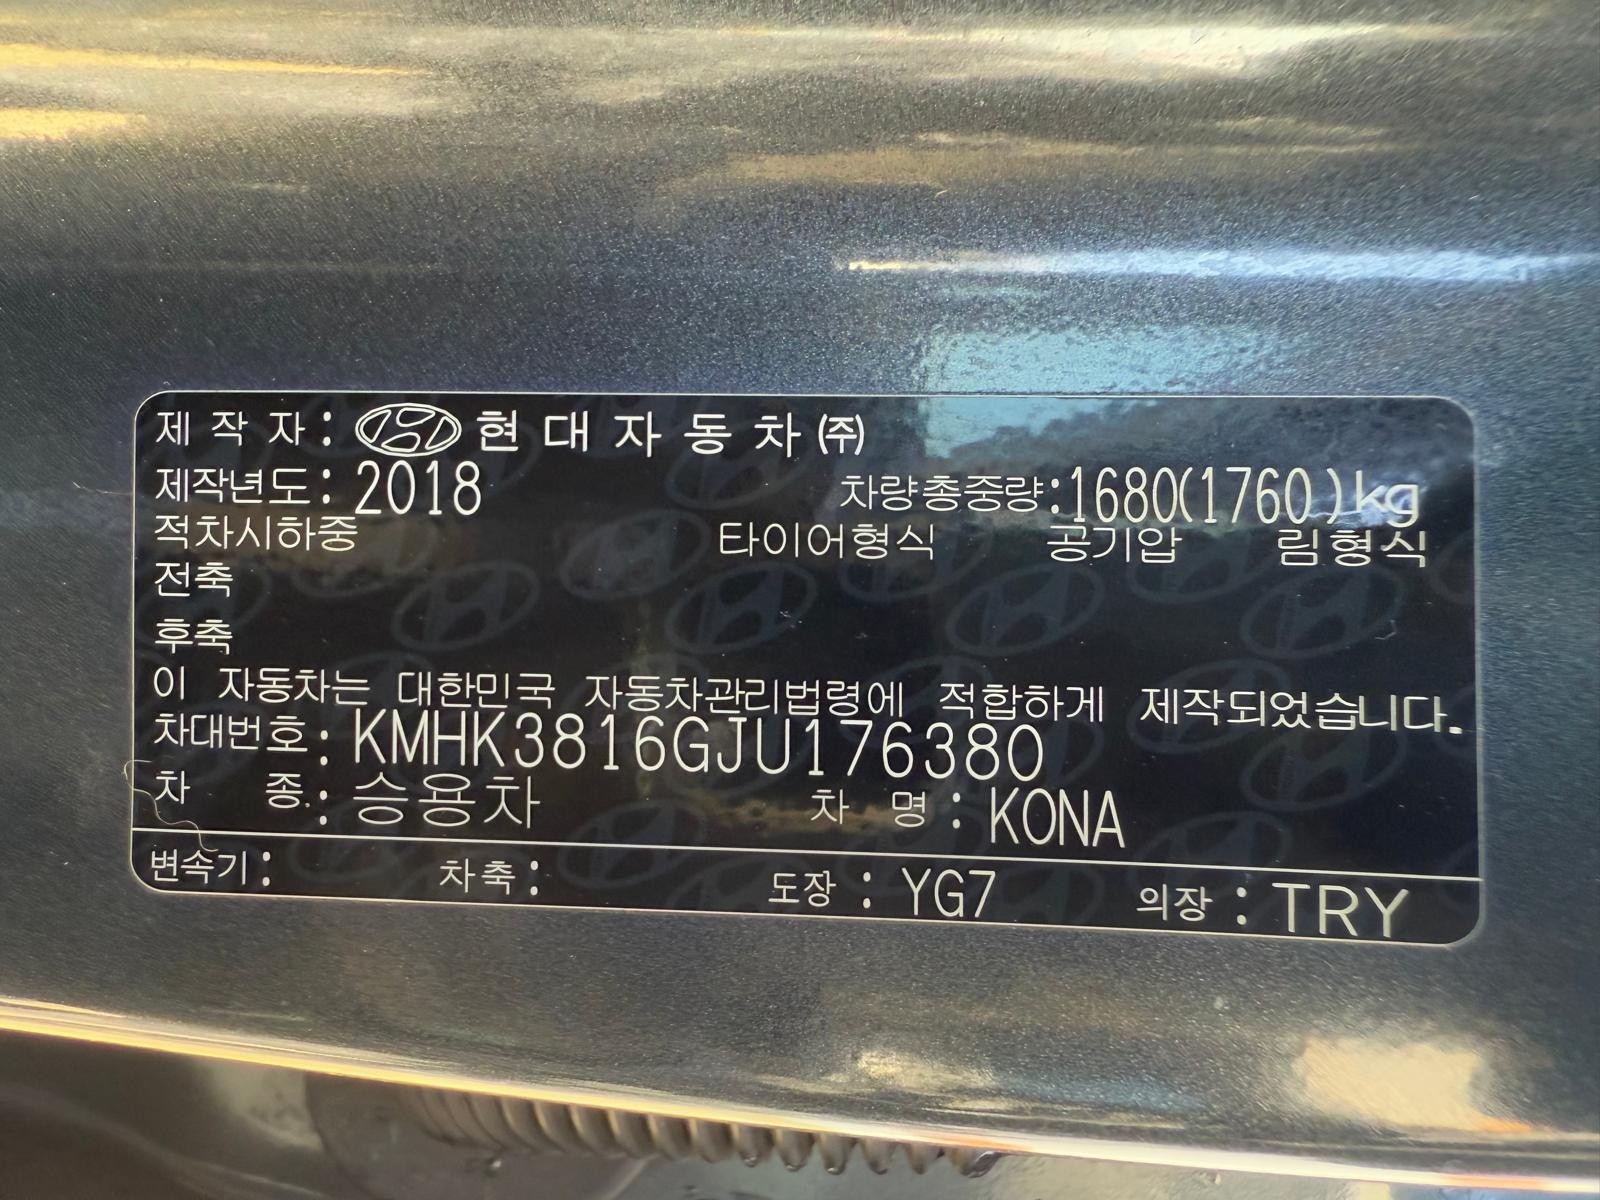 제 작 자 : 현 대 자 동 차 ㈜
제작년도 : 2018 차량총중량 : 1680(1760 )kg
적차시하중 타이어형식 공기압 림형식
전축
후축
이 자동차는 대한민국 자동차관리법령에 적합하게 제작되었습니다.
차대번호 : KMHK3816GJU176380
차 종 : 승용차 차 명 : KONA
변속기 : 차축 : 도장 : YG7 의장 : TRY